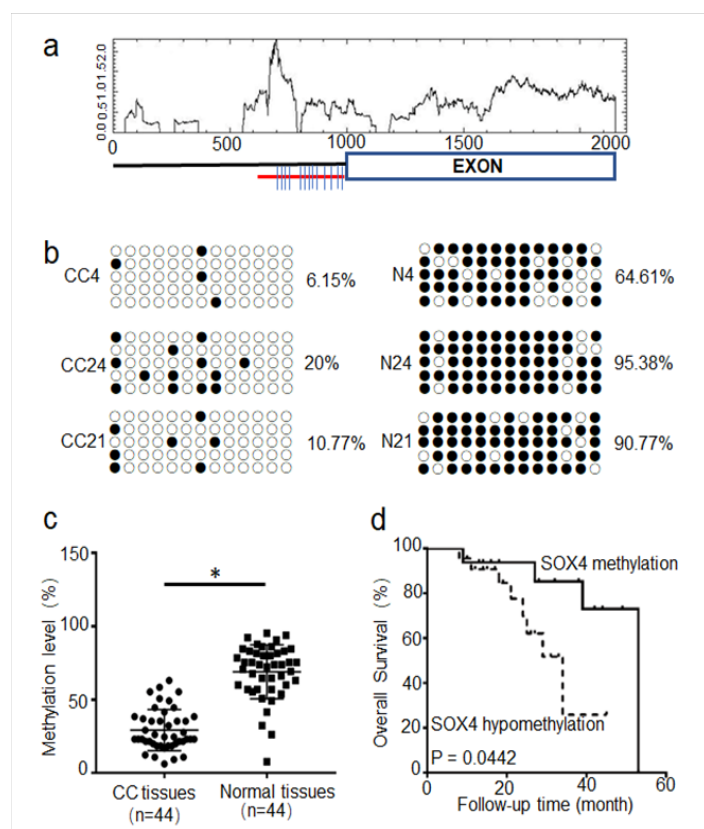 a
0.0 0.5 1.0 1.5 2.0
0 500 1000 1500 2000
EXON
b
CC4 6.15% N4 64.61%
CC24 20% N24 95.38%
CC21 10.77% N21 90.77%
c
Methylation level (%)
150
100
50
0
*
CC tissues Normal tissues
(n=44) (n=44)
d
Overall Survival (%)
100
80
60
40
20
0
SOX4 methylation
SOX4 hypomethylation
P = 0.0442
0 20 40 60
Follow-up time (month)